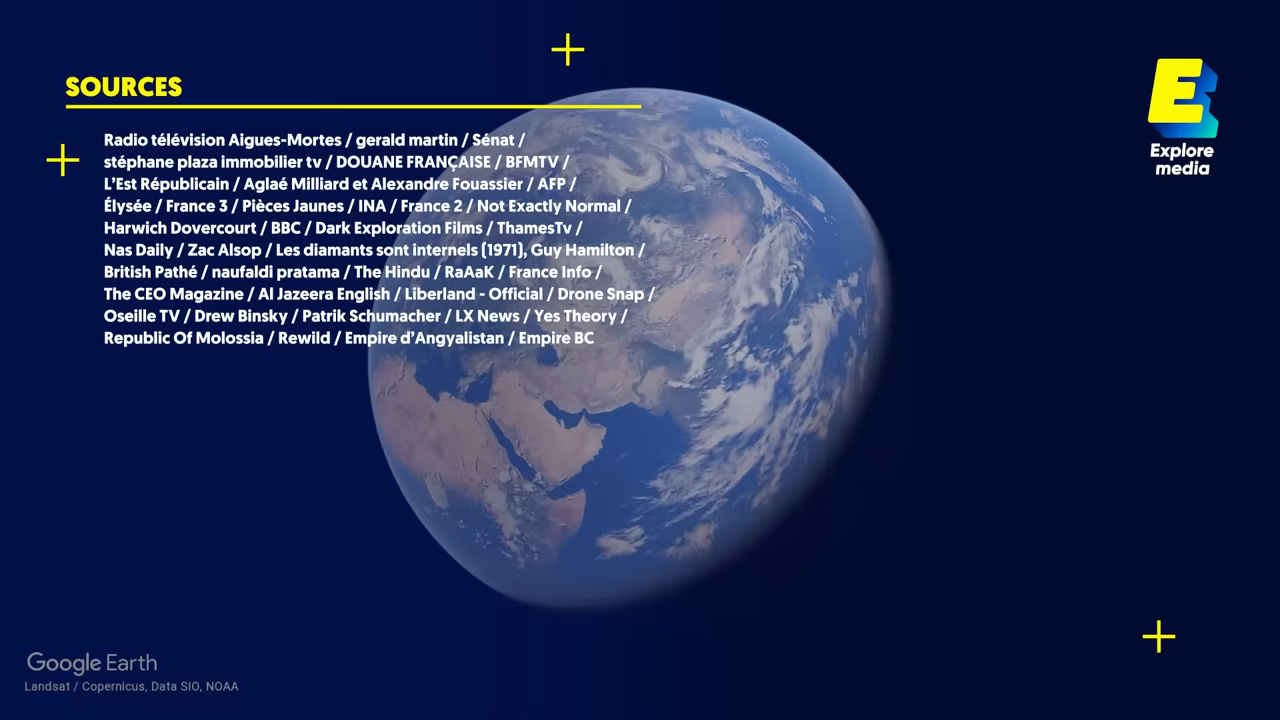 SOURCES
Radio télévision Aigues-Mortes / gerald martin / Sénat /
stéphane plaza immobilier tv / DOUANE FRANÇAISE / BFMTV /
L'Est Républicain / Aglaé Milliard et Alexandre Fouassier / AFP /
Élysée / France 3 / Pièces Jaunes / INA / France 2 / Not Exactly Normal /
Harwich Dovercourt / BBC / Dark Exploration Films / ThamesTv /
Nas Daily / Zac Alsop / Les diamants sont internels (1971), Guy Hamilton /
British Pathé / naufaldi pratama / The Hindu / RaAaK / France Info /
The CEO Magazine / Al Jazeera English / Liberland - Official / Drone Snap /
Oseille TV / Drew Binsky / Patrik Schumacher / LX News / Yes Theory /
Republic Of Molossia / Rewild / Empire d'Angyalistan / Empire BC
E
Explore
media
Google Earth
Landsat / Copernicus, Data SIO, NOAA